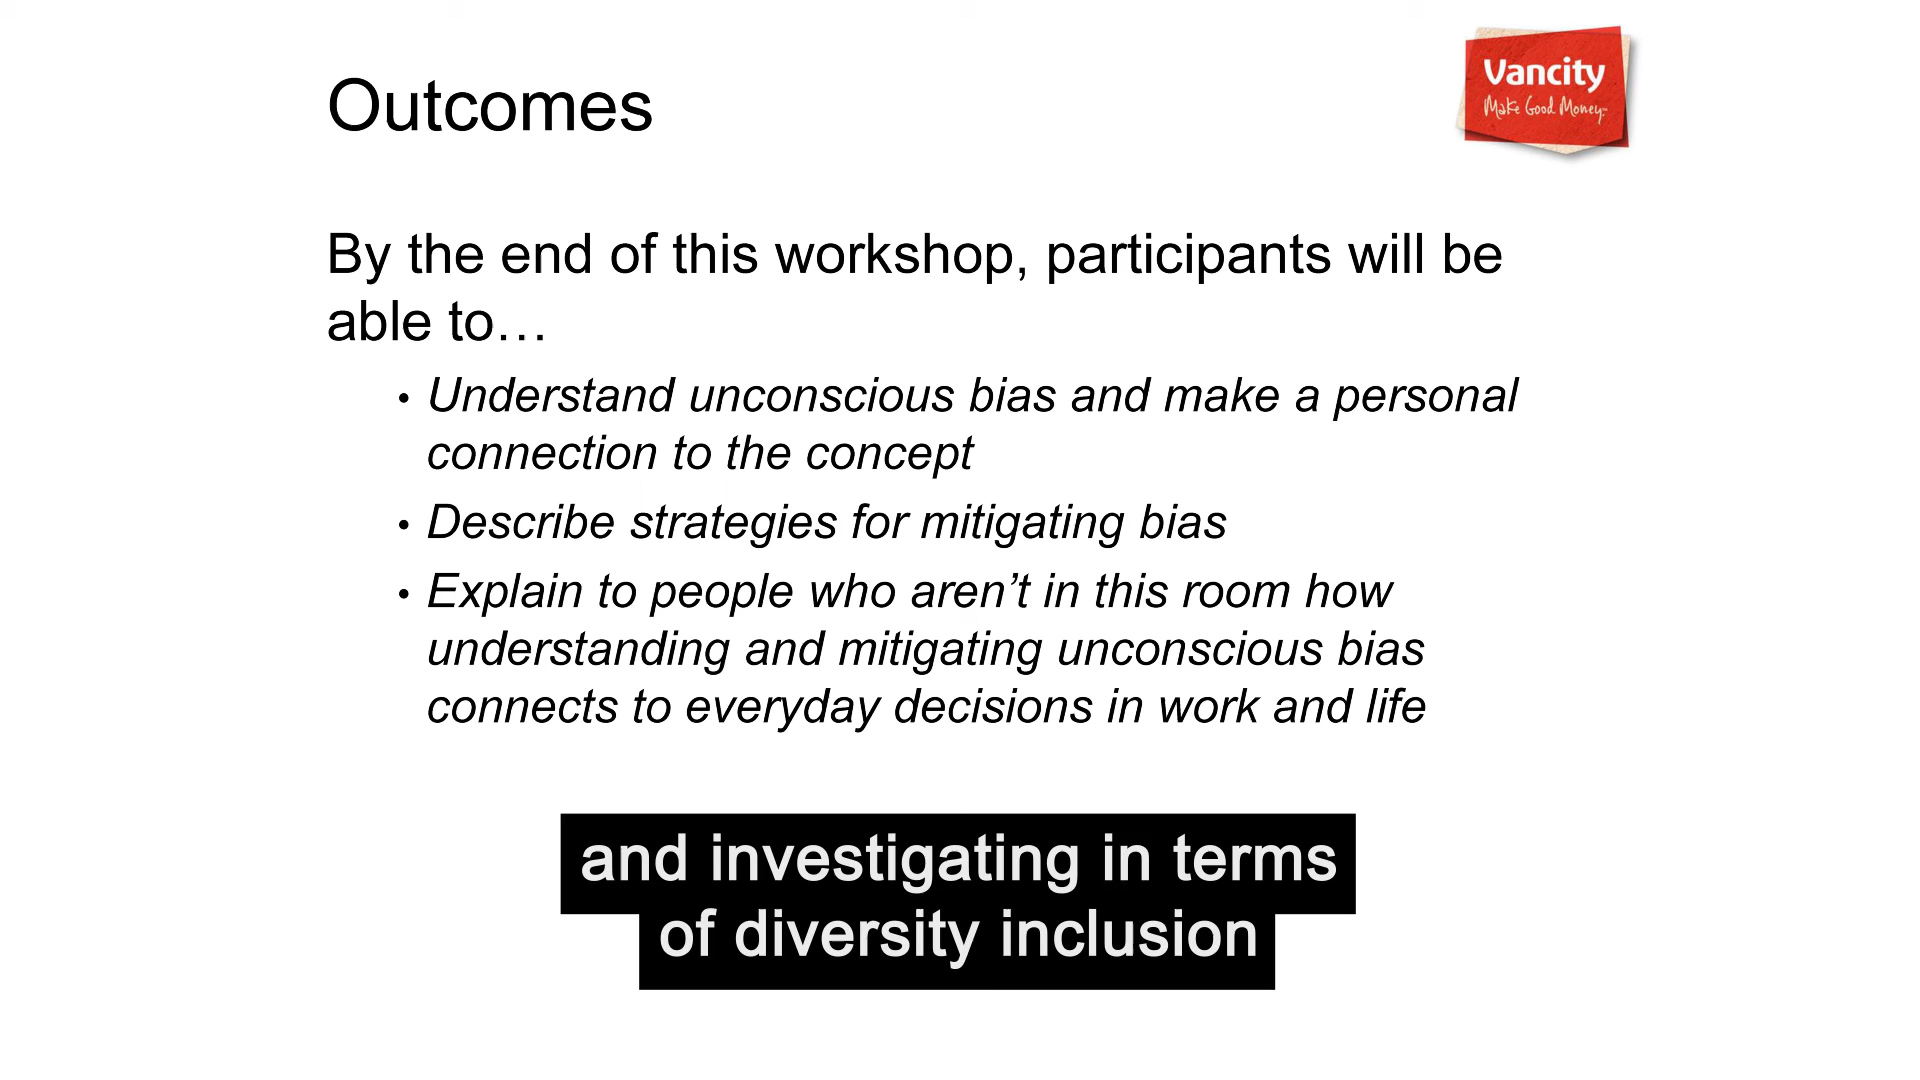 Outcomes
Vancity
Make Good Money™
By the end of this workshop, participants will be
able to…
• Understand unconscious bias and make a personal
connection to the concept
• Describe strategies for mitigating bias
• Explain to people who aren’t in this room how
understanding and mitigating unconscious bias
connects to everyday decisions in work and life
and investigating in terms
of diversity inclusion